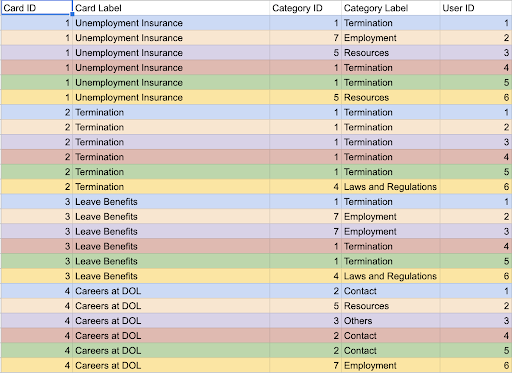 Card ID Card Label Category ID Category Label User ID
1 Unemployment Insurance 1 Termination 1
1 Unemployment Insurance 7 Employment 2
1 Unemployment Insurance 5 Resources 3
1 Unemployment Insurance 1 Termination 4
1 Unemployment Insurance 1 Termination 5
1 Unemployment Insurance 5 Resources 6
2 Termination 1 Termination 1
2 Termination 1 Termination 2
2 Termination 1 Termination 3
2 Termination 1 Termination 4
2 Termination 1 Termination 5
2 Termination 4 Laws and Regulations 6
3 Leave Benefits 1 Termination 1
3 Leave Benefits 7 Employment 2
3 Leave Benefits 7 Employment 3
3 Leave Benefits 1 Termination 4
3 Leave Benefits 1 Termination 5
3 Leave Benefits 4 Laws and Regulations 6
4 Careers at DOL 2 Contact 1
4 Careers at DOL 5 Resources 2
4 Careers at DOL 3 Others 3
4 Careers at DOL 2 Contact 4
4 Careers at DOL 2 Contact 5
4 Careers at DOL 7 Employment 6